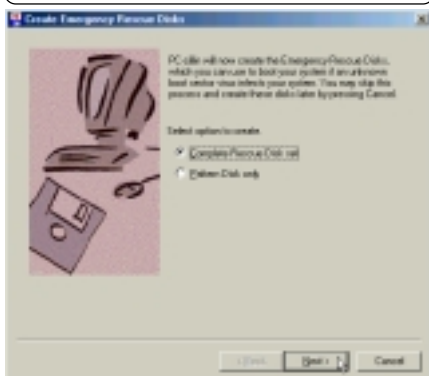 Create Emergency Rescue Disks
PC-cillin will now create the Emergency Rescue Disks,
which you can use to boot your system if an unknown
boot sector virus infects your system. You may skip this
process and create these disks later by pressing Cancel.
Select option to create.
Complete Rescue Disk set
Pattern Disk only
< Back
Next >
Cancel